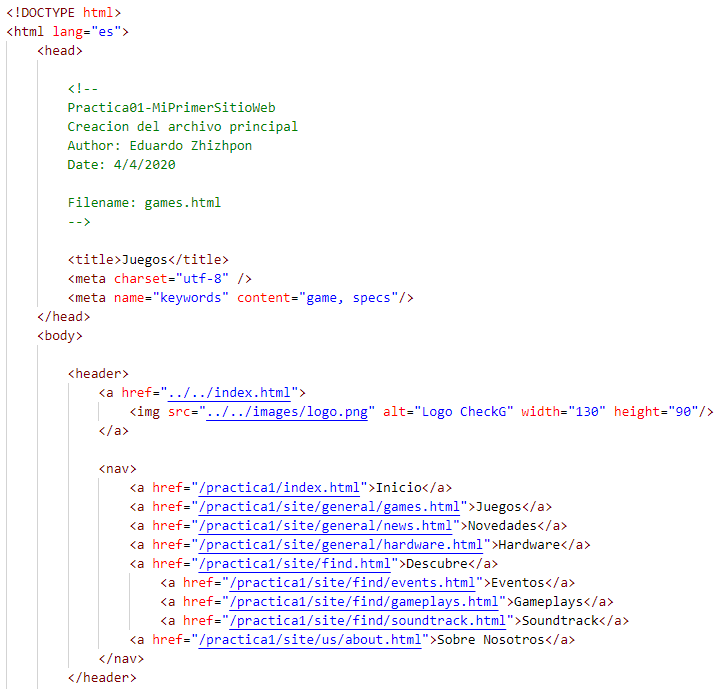 <!DOCTYPE html>
<html lang="es">
<head>
<!--
Practica01-MiPrimerSitioWeb
Creacion del archivo principal
Author: Eduardo Zhizhpon
Date: 4/4/2020
Filename: games.html
-->
<title>Juegos</title>
<meta charset="utf-8" />
<meta name="keywords" content="game, specs"/>
</head>
<body>
<header>
<a href="../../index.html">
<img src="../../images/logo.png" alt="Logo CheckG" width="130" height="90"/>
</a>
<nav>
<a href="/practica1/index.html">Inicio</a>
<a href="/practica1/site/general/games.html">Juegos</a>
<a href="/practica1/site/general/news.html">Novedades</a>
<a href="/practica1/site/general/hardware.html">Hardware</a>
<a href="/practica1/site/find.html">Descubre</a>
<a href="/practica1/site/find/events.html">Eventos</a>
<a href="/practica1/site/find/gameplays.html">Gameplays</a>
<a href="/practica1/site/find/soundtrack.html">Soundtrack</a>
<a href="/practica1/site/us/about.html">Sobre Nosotros</a>
</nav>
</header>